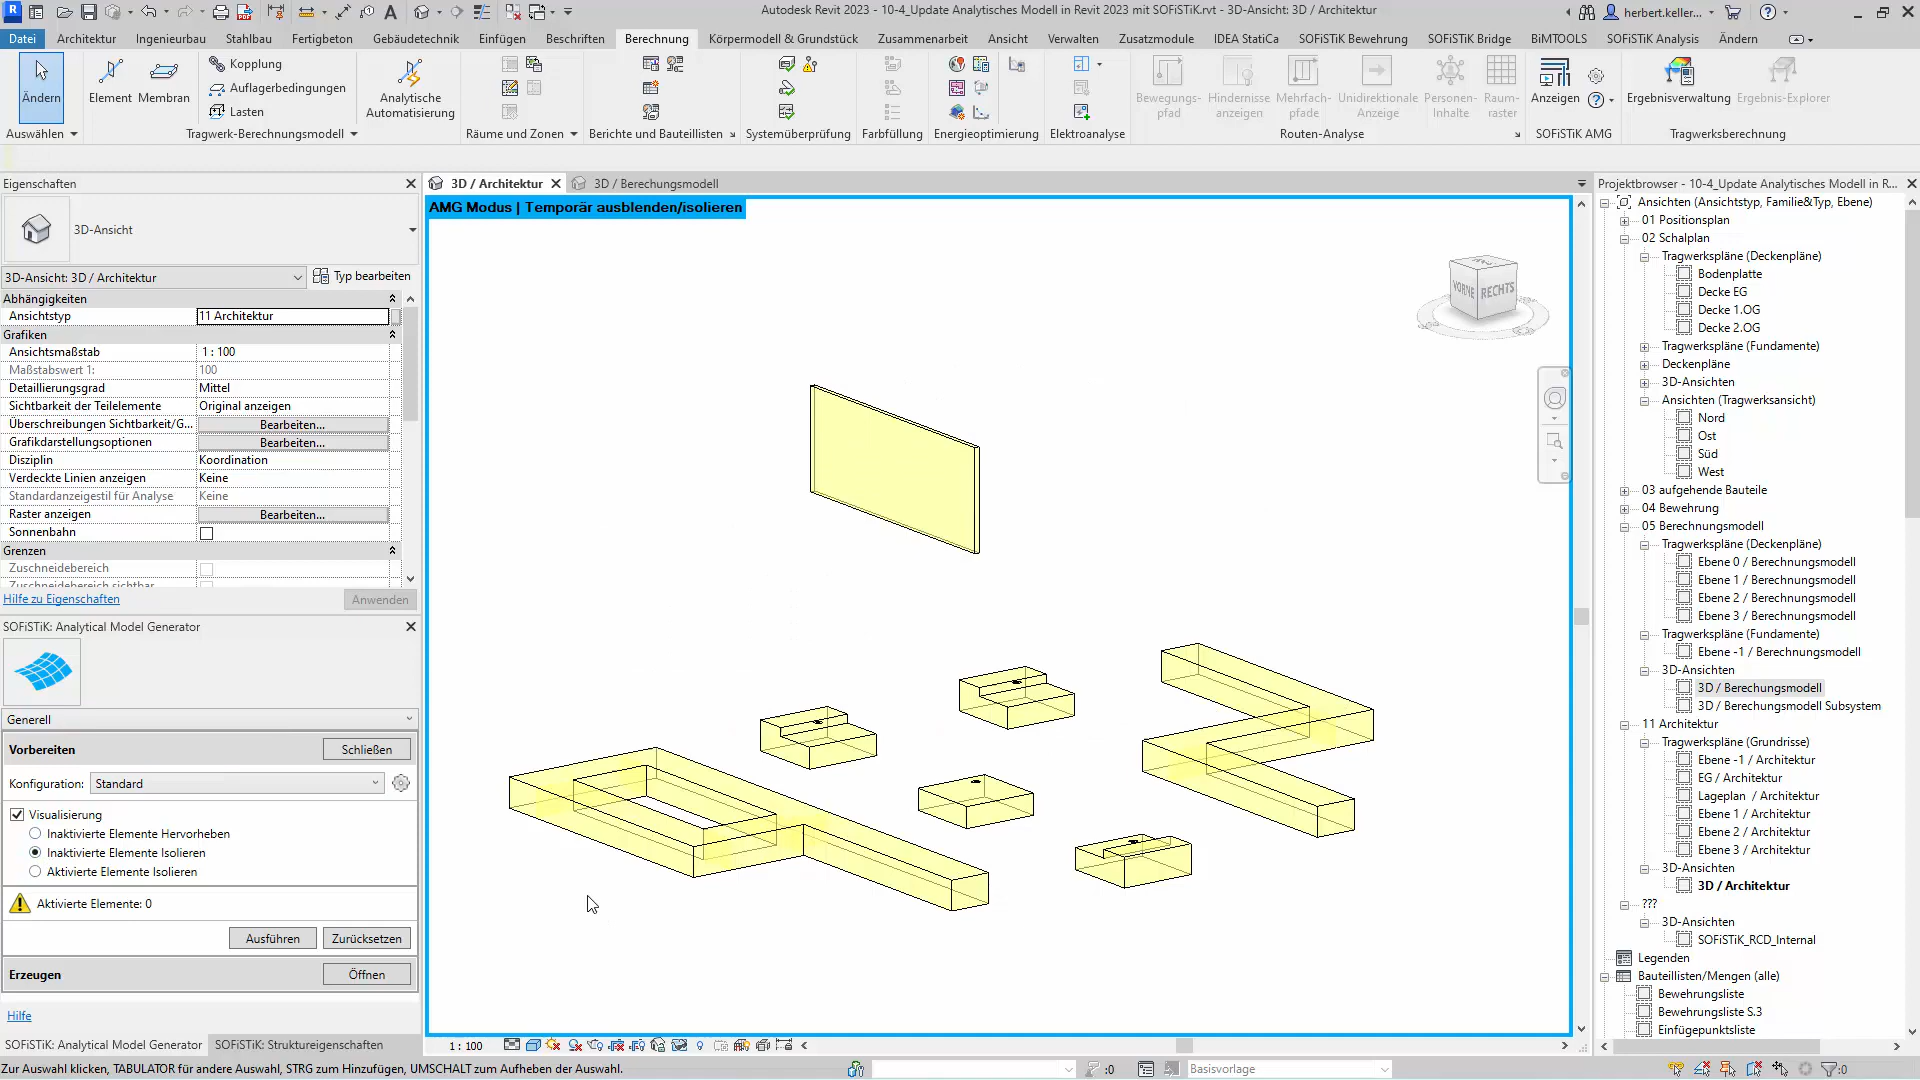 Autodesk Revit 2023 - 10-4_Update Analytisches Modell in Revit 2023 mit SOFiSTiK.rvt - 3D-Ansicht: 3D / Architektur
herbert.keller...
Datei Architektur Ingenieurbau Stahlbau Fertigbeton Gebäudetechnik Einfügen Beschriften Berechnung Körpermodell & Grundstück Zusammenarbeit Ansicht Verwalten Zusatzmodule IDEA StatiCa SOFiSTiK Bewehrung SOFiSTiK Bridge BiMTOOLS SOFiSTiK Analysis Ändern
Ändern
Element Membran
Kopplung
Auflagerbedingungen
Lasten
Analytische
Automatisierung
Bewegungs-
pfad
Hindernisse
anzeigen
Mehrfach-
pfade
Unidirektionale
Anzeige
Personen-
Inhalte
Raum-
raster
Anzeigen
Ergebnisverwaltung Ergebnis-Explorer
Auswählen Tragwerk-Berechnungsmodell Räume und Zonen Berichte und Bauteillisten Systemüberprüfung Farbfüllung Energieoptimierung Elektroanalyse Routen-Analyse SOFiSTiK AMG Tragwerksberechnung
Eigenschaften
3D-Ansicht
3D-Ansicht: 3D / Architektur Typ bearbeiten
Abhängigkeiten
Ansichtstyp 11 Architektur
Grafiken
Ansichtsmaßstab 1 : 100
Maßstabswert 1: 100
Detaillierungsgrad Mittel
Sichtbarkeit der Teilelemente Original anzeigen
Überschreibungen Sichtbarkeit/G... Bearbeiten...
Grafikdarstellungsoptionen Bearbeiten...
Disziplin Koordination
Verdeckte Linien anzeigen Keine
Standardanzeigestil für Analyse Keine
Raster anzeigen Bearbeiten...
Sonnenbahn
Grenzen
Zuschneidebereich
Zuschneidebereich sichtbar
Hilfe zu Eigenschaften Anwenden
SOFiSTiK: Analytical Model Generator
Generell
Vorbereiten Schließen
Konfiguration: Standard
Visualisierung
Inaktivierte Elemente Hervorheben
Inaktivierte Elemente Isolieren
Aktivierte Elemente Isolieren
Aktivierte Elemente: 0
Ausführen Zurücksetzen
Erzeugen Öffnen
Hilfe
SOFiSTiK: Analytical Model Generator SOFiSTiK: Struktureigenschaften
3D / Architektur 3D / Berechungsmodell
AMG Modus | Temporär ausblenden/isolieren
VORNE RECHTS
1 : 100
Projektbrowser - 10-4_Update Analytisches Modell in R...
Ansichten (Ansichtstyp, Familie&Typ, Ebene)
01 Positionsplan
02 Schalplan
Tragwerkspläne (Deckenpläne)
Bodenplatte
Decke EG
Decke 1.OG
Decke 2.OG
Tragwerkspläne (Fundamente)
Deckenpläne
3D-Ansichten
Ansichten (Tragwerksansicht)
Nord
Ost
Süd
West
03 aufgehende Bauteile
04 Bewehrung
05 Berechnungsmodell
Tragwerkspläne (Deckenpläne)
Ebene 0 / Berechnungsmodell
Ebene 1 / Berechnungsmodell
Ebene 2 / Berechnungsmodell
Ebene 3 / Berechnungsmodell
Tragwerkspläne (Fundamente)
Ebene -1 / Berechnungsmodell
3D-Ansichten
3D / Berechungsmodell
3D / Berechungsmodell Subsystem
11 Architektur
Tragwerkspläne (Grundrisse)
Ebene -1 / Architektur
EG / Architektur
Lageplan / Architektur
Ebene 1 / Architektur
Ebene 2 / Architektur
Ebene 3 / Architektur
3D-Ansichten
3D / Architektur
???
3D-Ansichten
SOFiSTiK_RCD_Internal
Legenden
Bauteillisten/Mengen (alle)
Bewehrungsliste
Bewehrungsliste S.3
Einfügepunktsliste
Zur Auswahl klicken, TABULATOR für andere Auswahl, STRG zum Hinzufügen, UMSCHALT zum Aufheben der Auswahl.
:0
Basisvorlage
:0